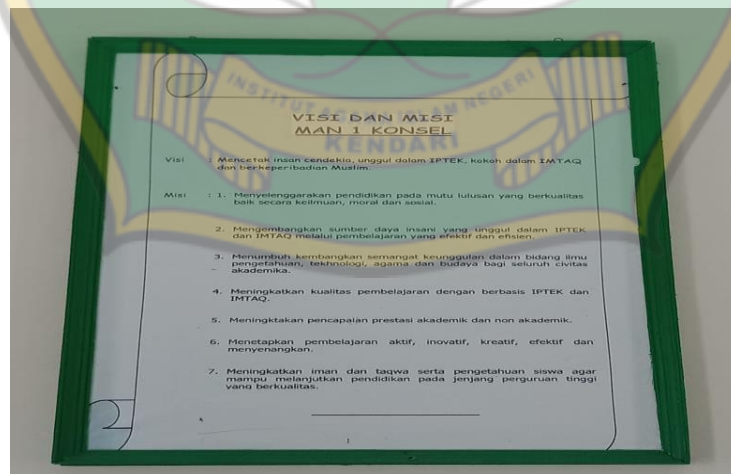 INSTITUT AGAMA ISLAM NEGERI
KENDARI
VISI DAN MISI
MAN 1 KONSEL
Visi : Mencetak insan cendekia, unggul dalam IPTEK, kokoh dalam IMTAQ
dan berkeperibadian Muslim.
Misi : 1. Menyelenggarakan pendidikan pada mutu lulusan yang berkualitas
baik secara keilmuan, moral dan sosial.
2. Mengembangkan sumber daya insani yang unggul dalam IPTEK
dan IMTAQ melalui pembelajaran yang efektif dan efisien.
3. Menumbuh kembangkan semangat keunggulan dalam bidang ilmu
pengetahuan, tekhnologi, agama dan budaya bagi seluruh civitas
akademika.
4. Meningkatkan kualitas pembelajaran dengan berbasis IPTEK dan
IMTAQ.
5. Meningktakan pencapaian prestasi akademik dan non akademik.
6. Menetapkan pembelajaran aktif, inovatif, kreatif, efektif dan
menyenangkan.
7. Meningkatkan iman dan taqwa serta pengetahuan siswa agar
mampu melanjutkan pendidikan pada jenjang perguruan tinggi
yang berkualitas.